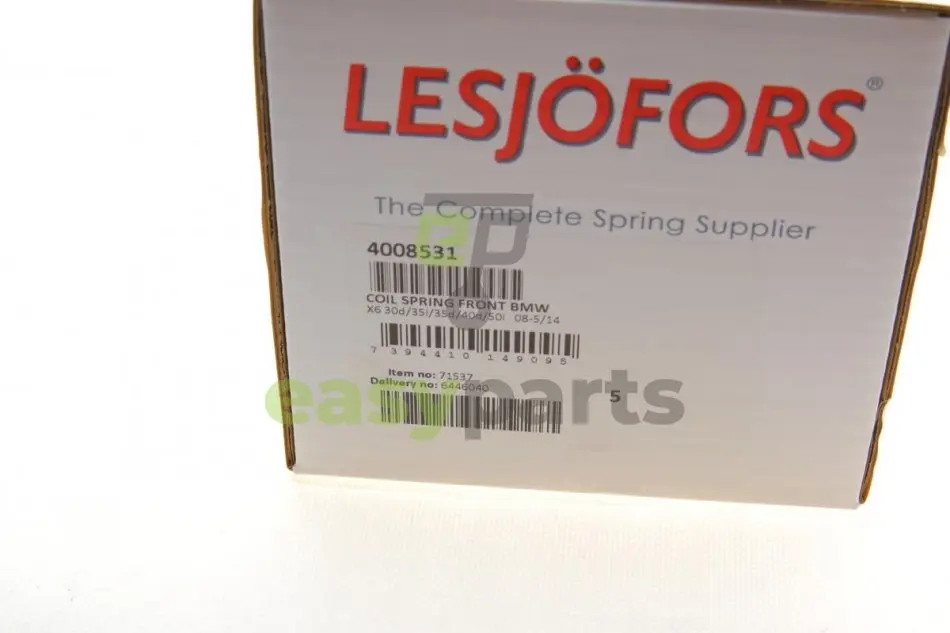 LESJÖFORS®
The Complete Spring Supplier
4008531
COIL SPRING FRONT BMW
X6 30d/35i/35d/40d/50i 08-5/14
7 394410 149095
Item no: 71537
Delivery no: 6446040
5
easyparts